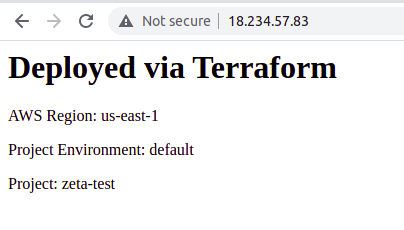 Not secure | 18.234.57.83
Deployed via Terraform
AWS Region: us-east-1
Project Environment: default
Project: zeta-test